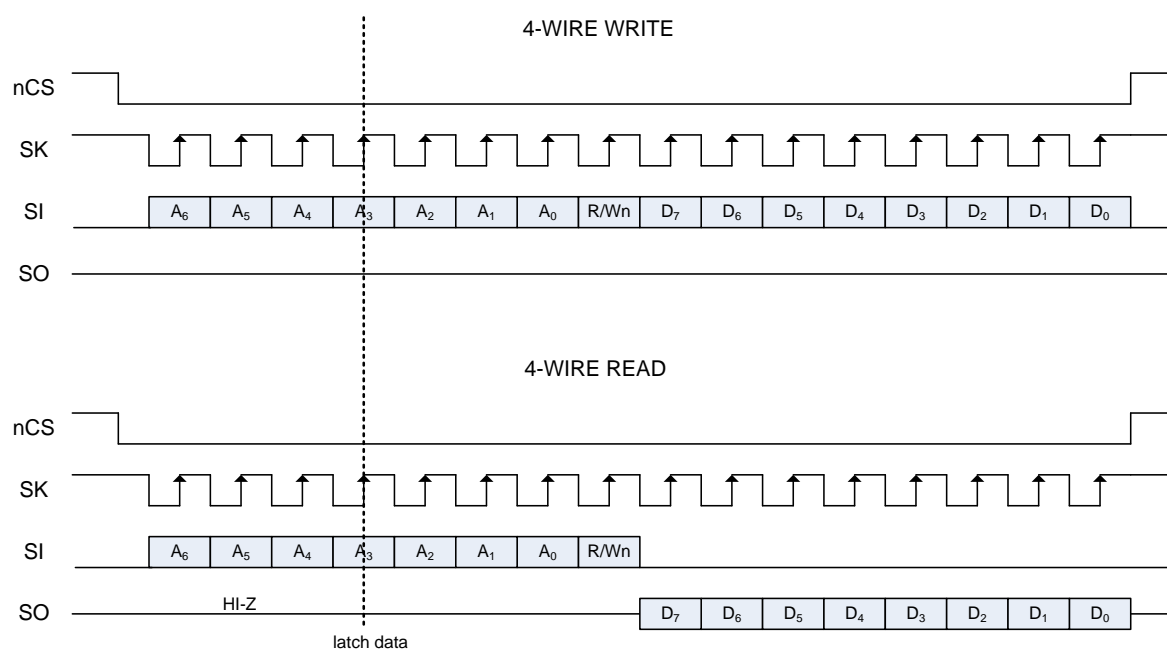 4-WIRE WRITE
nCS
SK
SI A₆ A₅ A₄ A₃ A₂ A₁ A₀ R/Wn D₇ D₆ D₅ D₄ D₃ D₂ D₁ D₀
SO
4-WIRE READ
nCS
SK
SI A₆ A₅ A₄ A₃ A₂ A₁ A₀ R/Wn
SO HI-Z D₇ D₆ D₅ D₄ D₃ D₂ D₁ D₀
latch data